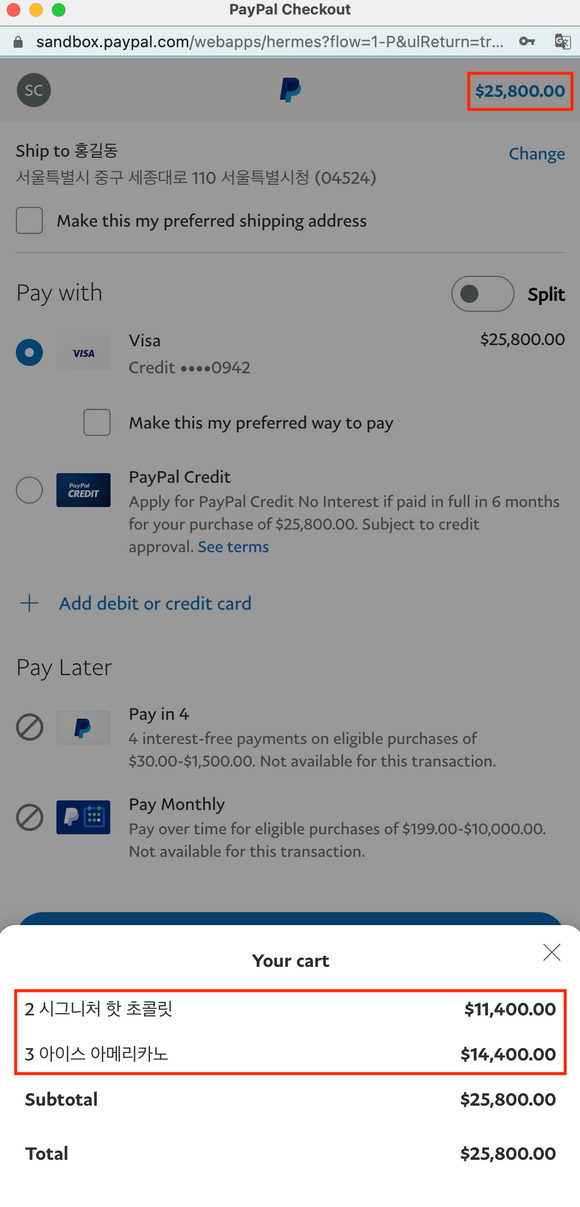 PayPal Checkout
sandbox.paypal.com/webapps/hermes?flow=1-P&ulReturn=tr...
SC
$25,800.00
Ship to 홍길동
Change
서울특별시 중구 세종대로 110 서울특별시청 (04524)
Make this my preferred shipping address
Pay with
Split
VISA
Visa
$25,800.00
Credit ••••0942
Make this my preferred way to pay
PayPal
CREDIT
PayPal Credit
Apply for PayPal Credit No Interest if paid in full in 6 months
for your purchase of $25,800.00. Subject to credit
approval. See terms
Add debit or credit card
Pay Later
Pay in 4
4 interest-free payments on eligible purchases of
$30.00-$1,500.00. Not available for this transaction.
Pay Monthly
Pay over time for eligible purchases of $199.00-$10,000.00.
Not available for this transaction.
Your cart
2 시그니처 핫 초콜릿 $11,400.00
3 아이스 아메리카노 $14,400.00
Subtotal $25,800.00
Total $25,800.00